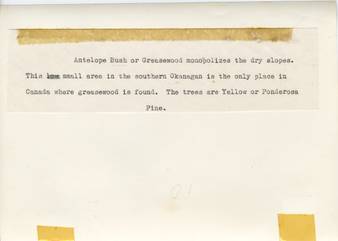 Antelope Bush or Greasewood monopolizes the dry slopes.
This small area in the southern Okanagan is the only place in
Canada where greasewood is found. The trees are Yellow or Ponderosa
Pine.